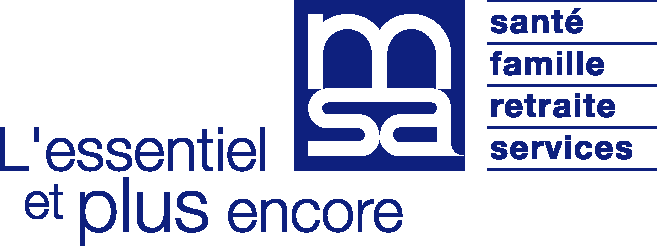 msa
santé
famille
retraite
services
L'essentiel
et plus encore